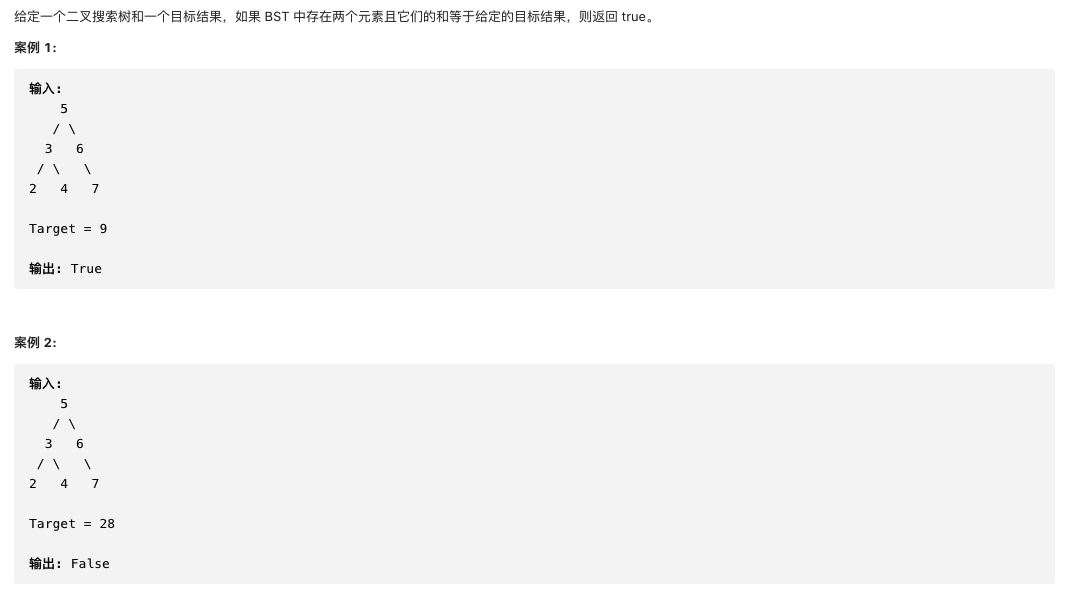 给定一个二叉搜索树和一个目标结果，如果 BST 中存在两个元素且它们的和等于给定的目标结果，则返回 true。
案例 1:
输入:
    5
   / \
  3   6
 / \   \
2   4   7
Target = 9
输出: True
案例 2:
输入:
    5
   / \
  3   6
 / \   \
2   4   7
Target = 28
输出: False